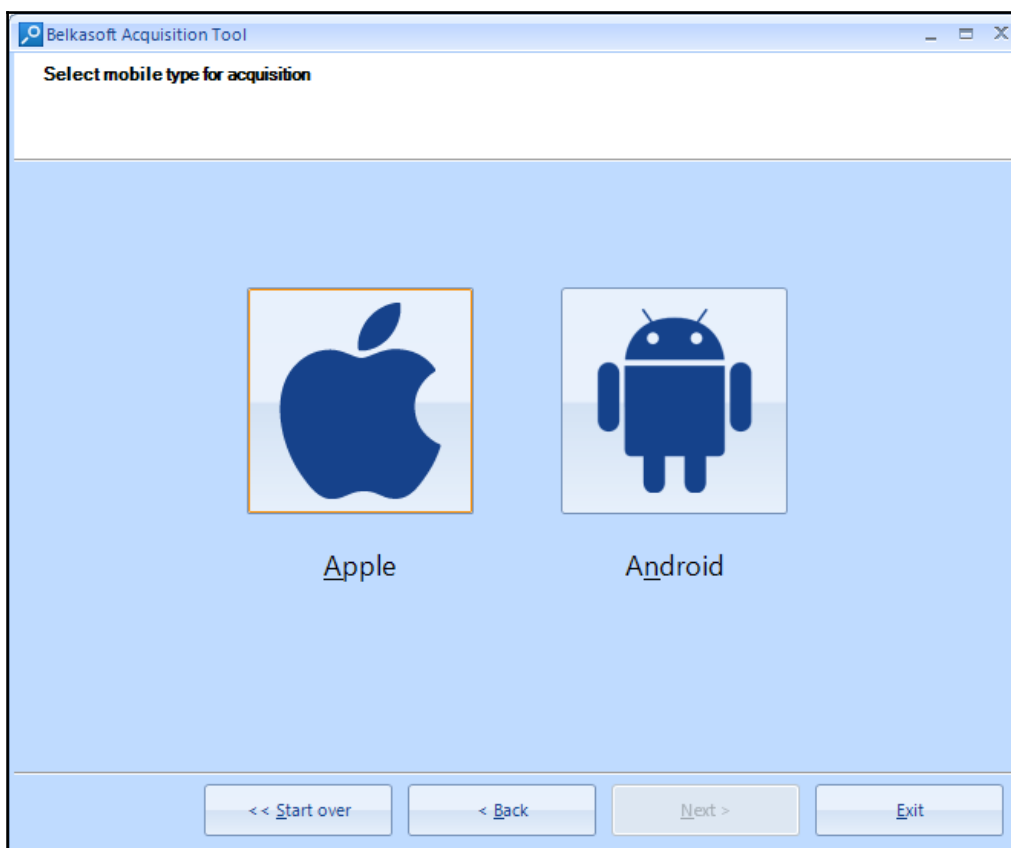 Belkasoft Acquisition Tool
Select mobile type for acquisition
Apple Android
<< Start over < Back Next > Exit